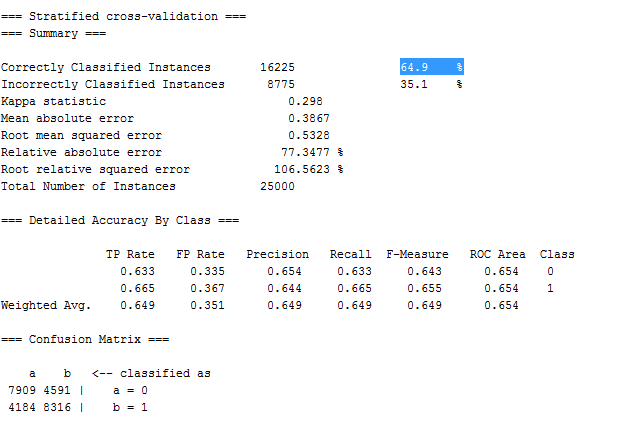 === Stratified cross-validation ===
=== Summary ===
Correctly Classified Instances 16225 64.9 %
Incorrectly Classified Instances 8775 35.1 %
Kappa statistic 0.298
Mean absolute error 0.3867
Root mean squared error 0.5328
Relative absolute error 77.3477 %
Root relative squared error 106.5623 %
Total Number of Instances 25000
=== Detailed Accuracy By Class ===
TP Rate FP Rate Precision Recall F-Measure ROC Area Class
0.633 0.335 0.654 0.633 0.643 0.654 0
0.665 0.367 0.644 0.665 0.655 0.654 1
Weighted Avg. 0.649 0.351 0.649 0.649 0.649 0.654
=== Confusion Matrix ===
a b <-- classified as
7909 4591 | a = 0
4184 8316 | b = 1